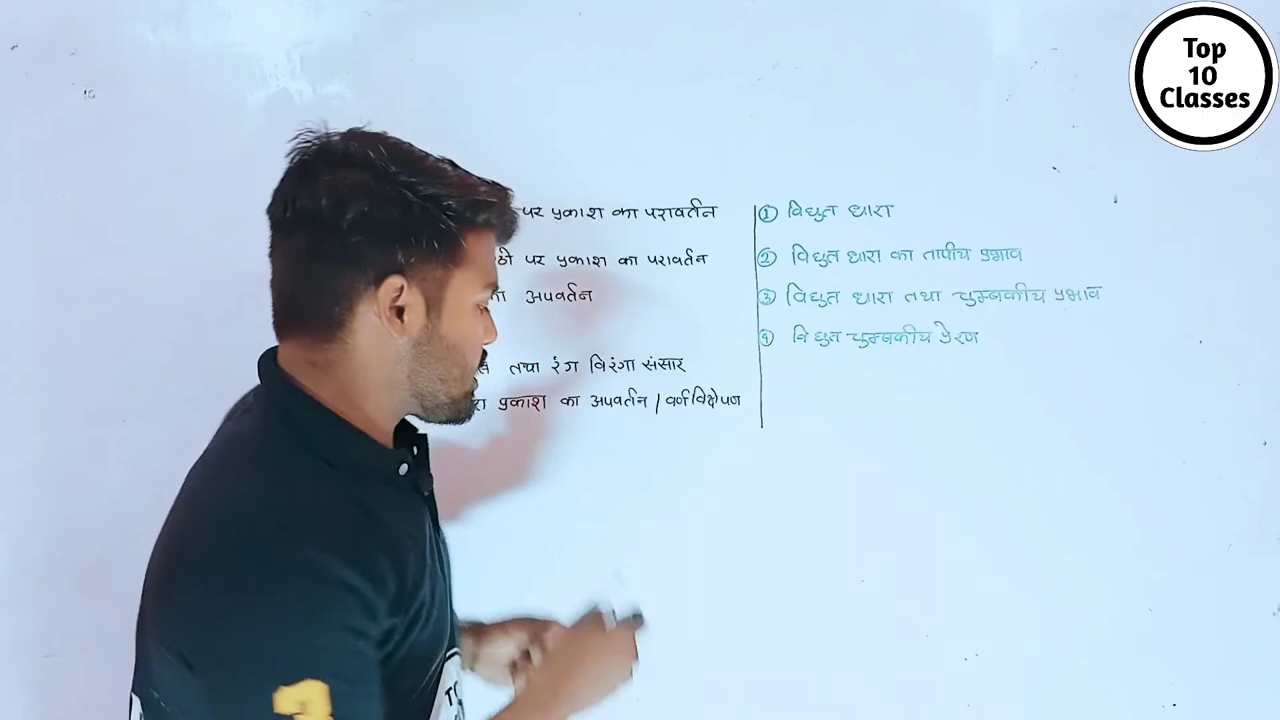 Top
10
Classes
पर प्रकाश का परावर्तन
पर प्रकाश का परावर्तन
अपवर्तन
तथा रंग विरंगा संसार
प्रकाश का अपवर्तन / वर्ण विक्षेपण
① विधुत धारा
② विधुत धारा का तापीय प्रभाव
③ विधुत धारा तथा चुम्बकीय प्रभाव
④ विधुत चुम्बकीय प्रेरण